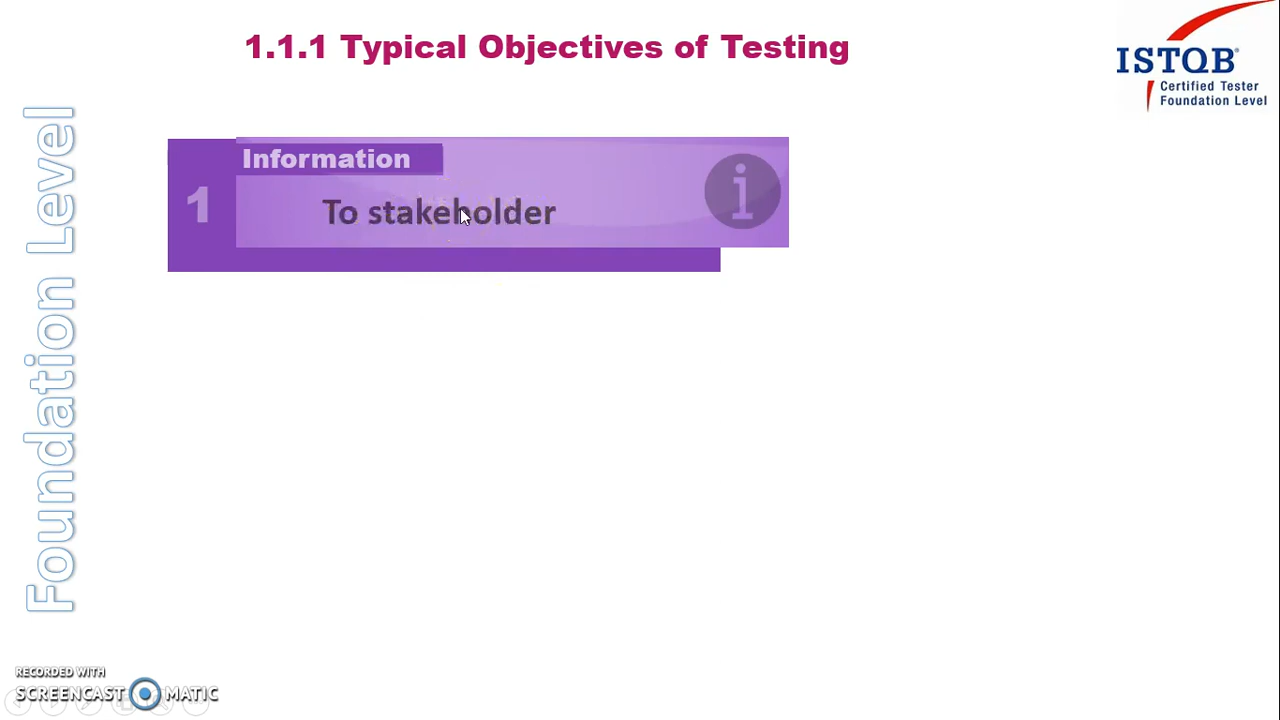 1.1.1 Typical Objectives of Testing
ISTQB®
Certified Tester
Foundation Level
Foundation Level
Information
1
To stakeholder
i
RECORDED WITH
SCREENCAST MATIC